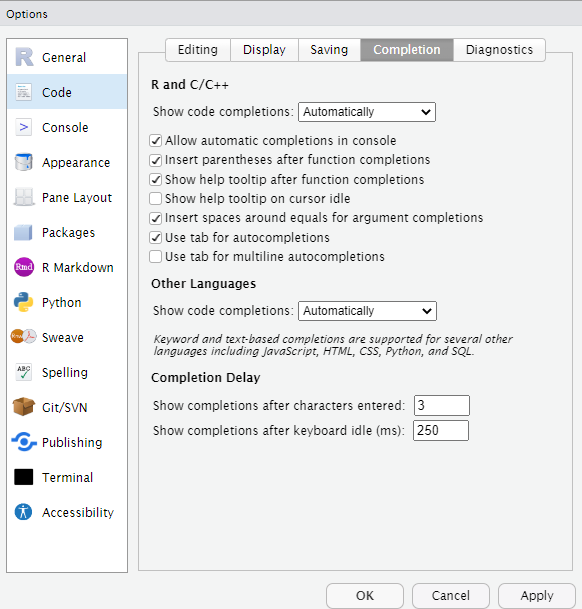 Options
General
Code
Console
Appearance
Pane Layout
Packages
Rmd R Markdown
Python
Sweave
ABC Spelling
Git/SVN
Publishing
Terminal
Accessibility
Editing Display Saving Completion Diagnostics
R and C/C++
Show code completions: Automatically
Allow automatic completions in console
Insert parentheses after function completions
Show help tooltip after function completions
Show help tooltip on cursor idle
Insert spaces around equals for argument completions
Use tab for autocompletions
Use tab for multiline autocompletions
Other Languages
Show code completions: Automatically
Keyword and text-based completions are supported for several other
languages including JavaScript, HTML, CSS, Python, and SQL.
Completion Delay
Show completions after characters entered: 3
Show completions after keyboard idle (ms): 250
OK Cancel Apply